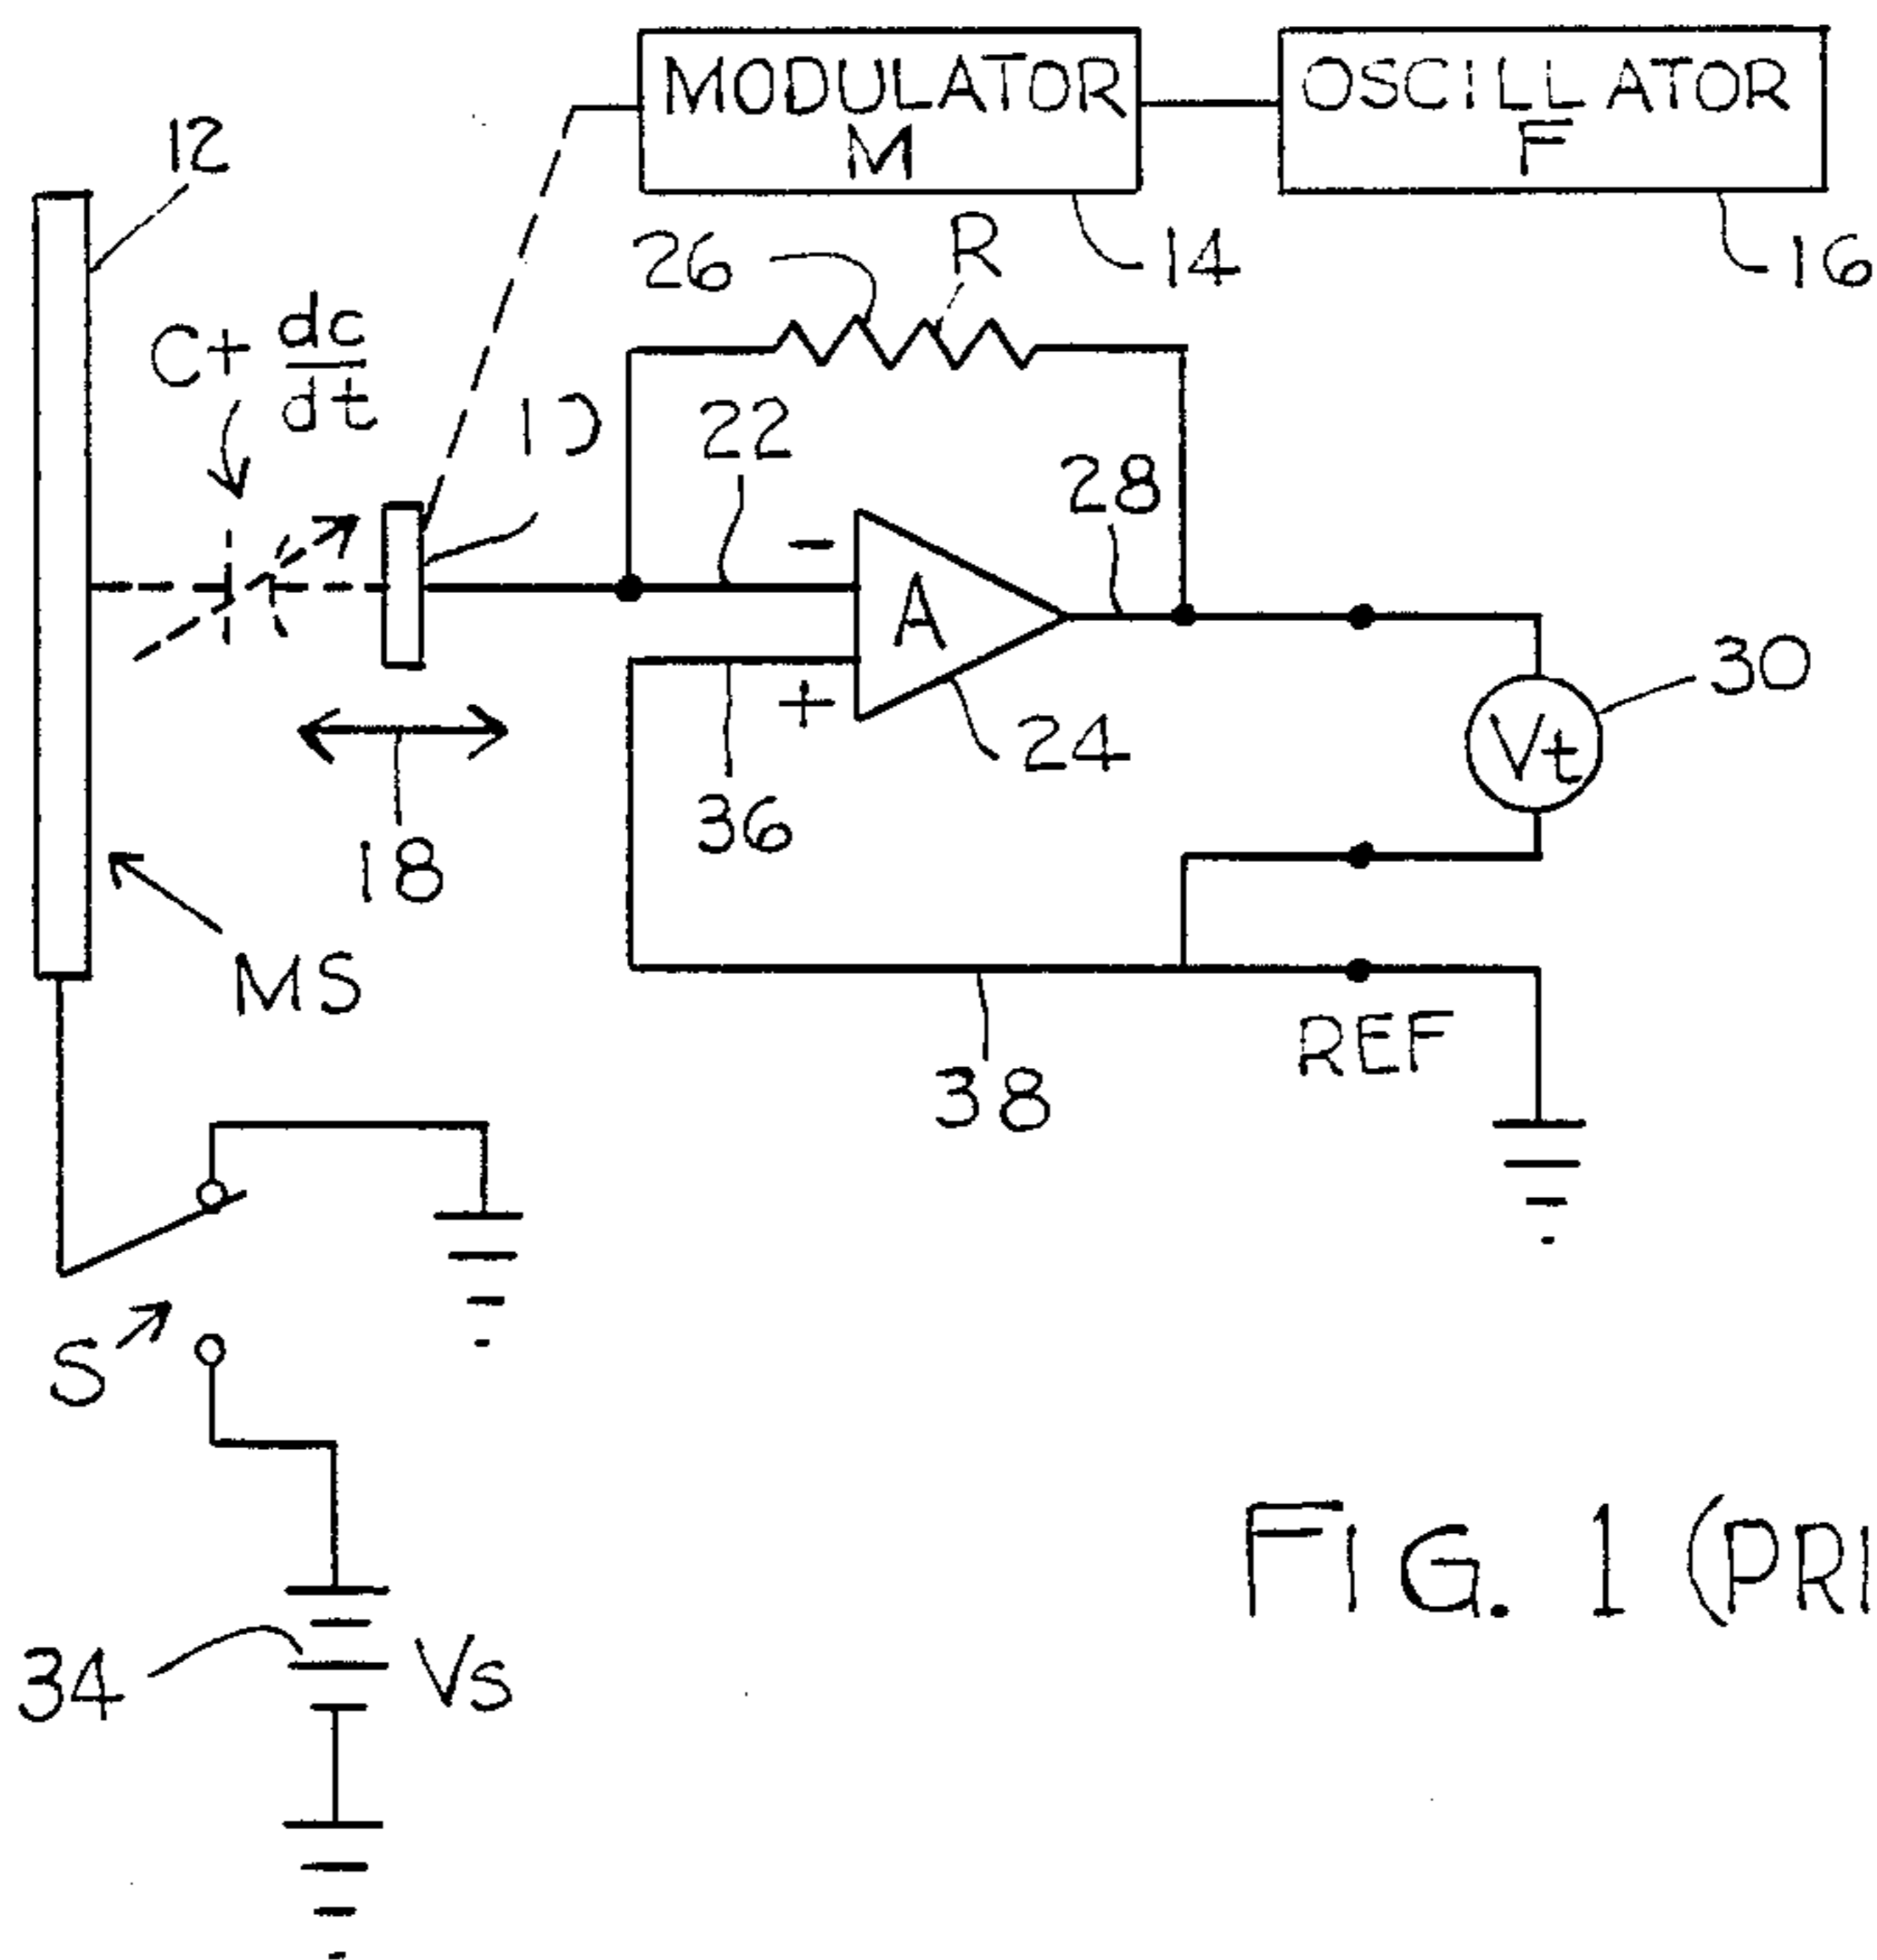 MODULATOR
M
OSCILLATOR
F
12
14
16
26
R
C+ dc
dt
22
28
-
A
30
Vt
+
24
36
18
MS
38
REF
S
34
Vs
FIG. 1 (PRI